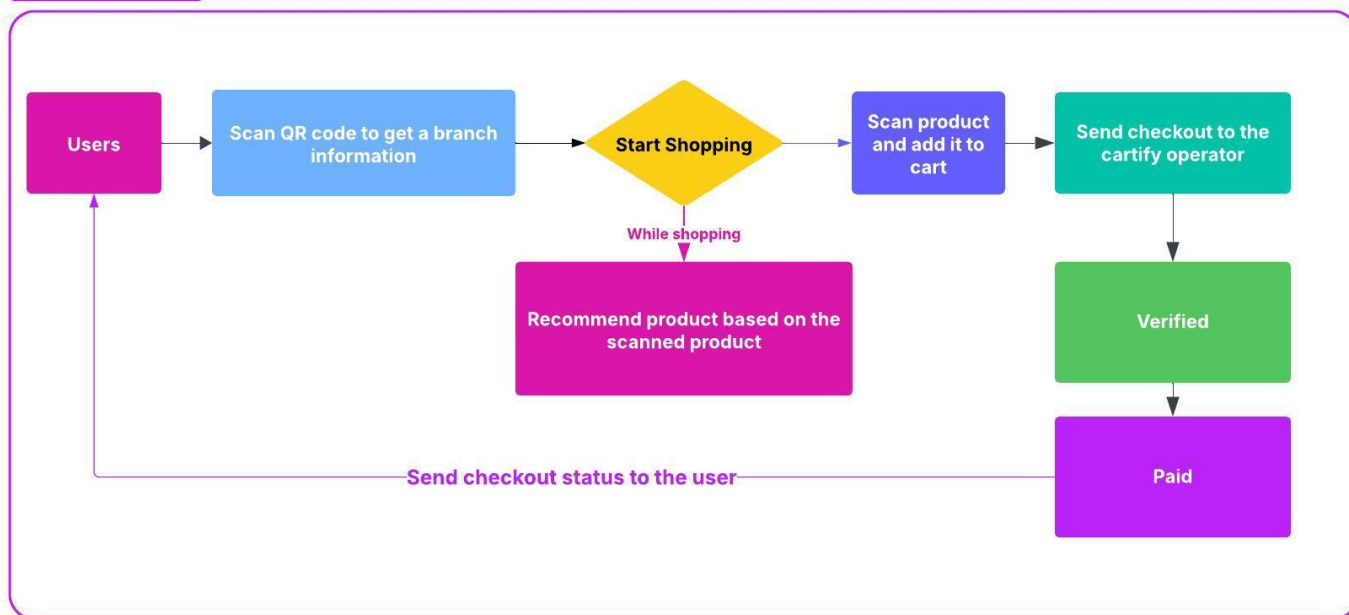 Users
Scan QR code to get a branch
information
Start Shopping
Scan product
and add it to
cart
Send checkout to the
cartify operator
While shopping
Recommend product based on the
scanned product
Verified
Send checkout status to the user
Paid